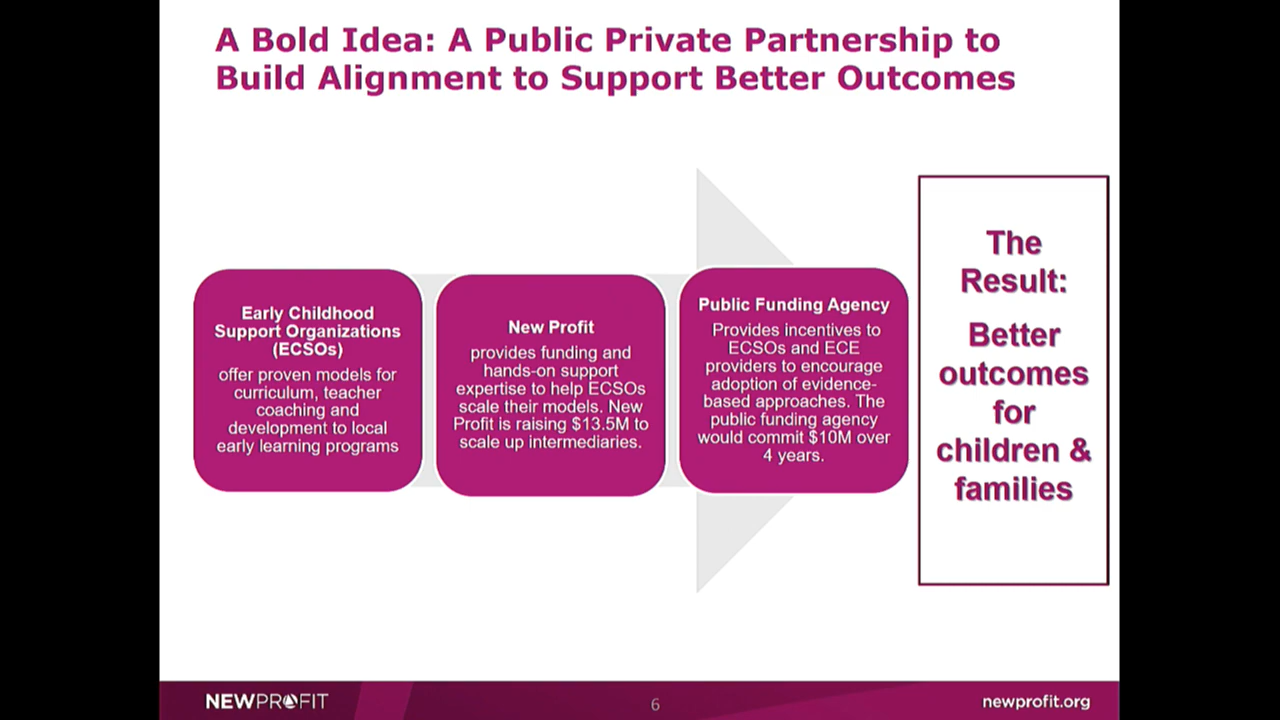 A Bold Idea: A Public Private Partnership to
Build Alignment to Support Better Outcomes
Early Childhood
Support Organizations
(ECSOs)
offer proven models for
curriculum, teacher
coaching and
development to local
early learning programs
New Profit
provides funding and
hands-on support
expertise to help ECSOs
scale their models. New
Profit is raising $13.5M to
scale up intermediaries.
Public Funding Agency
Provides incentives to
ECSOs and ECE
providers to encourage
adoption of evidence-
based approaches. The
public funding agency
would commit $10M over
4 years.
The
Result:
Better
outcomes
for
children &
families
NEWPROFIT
6
newprofit.org